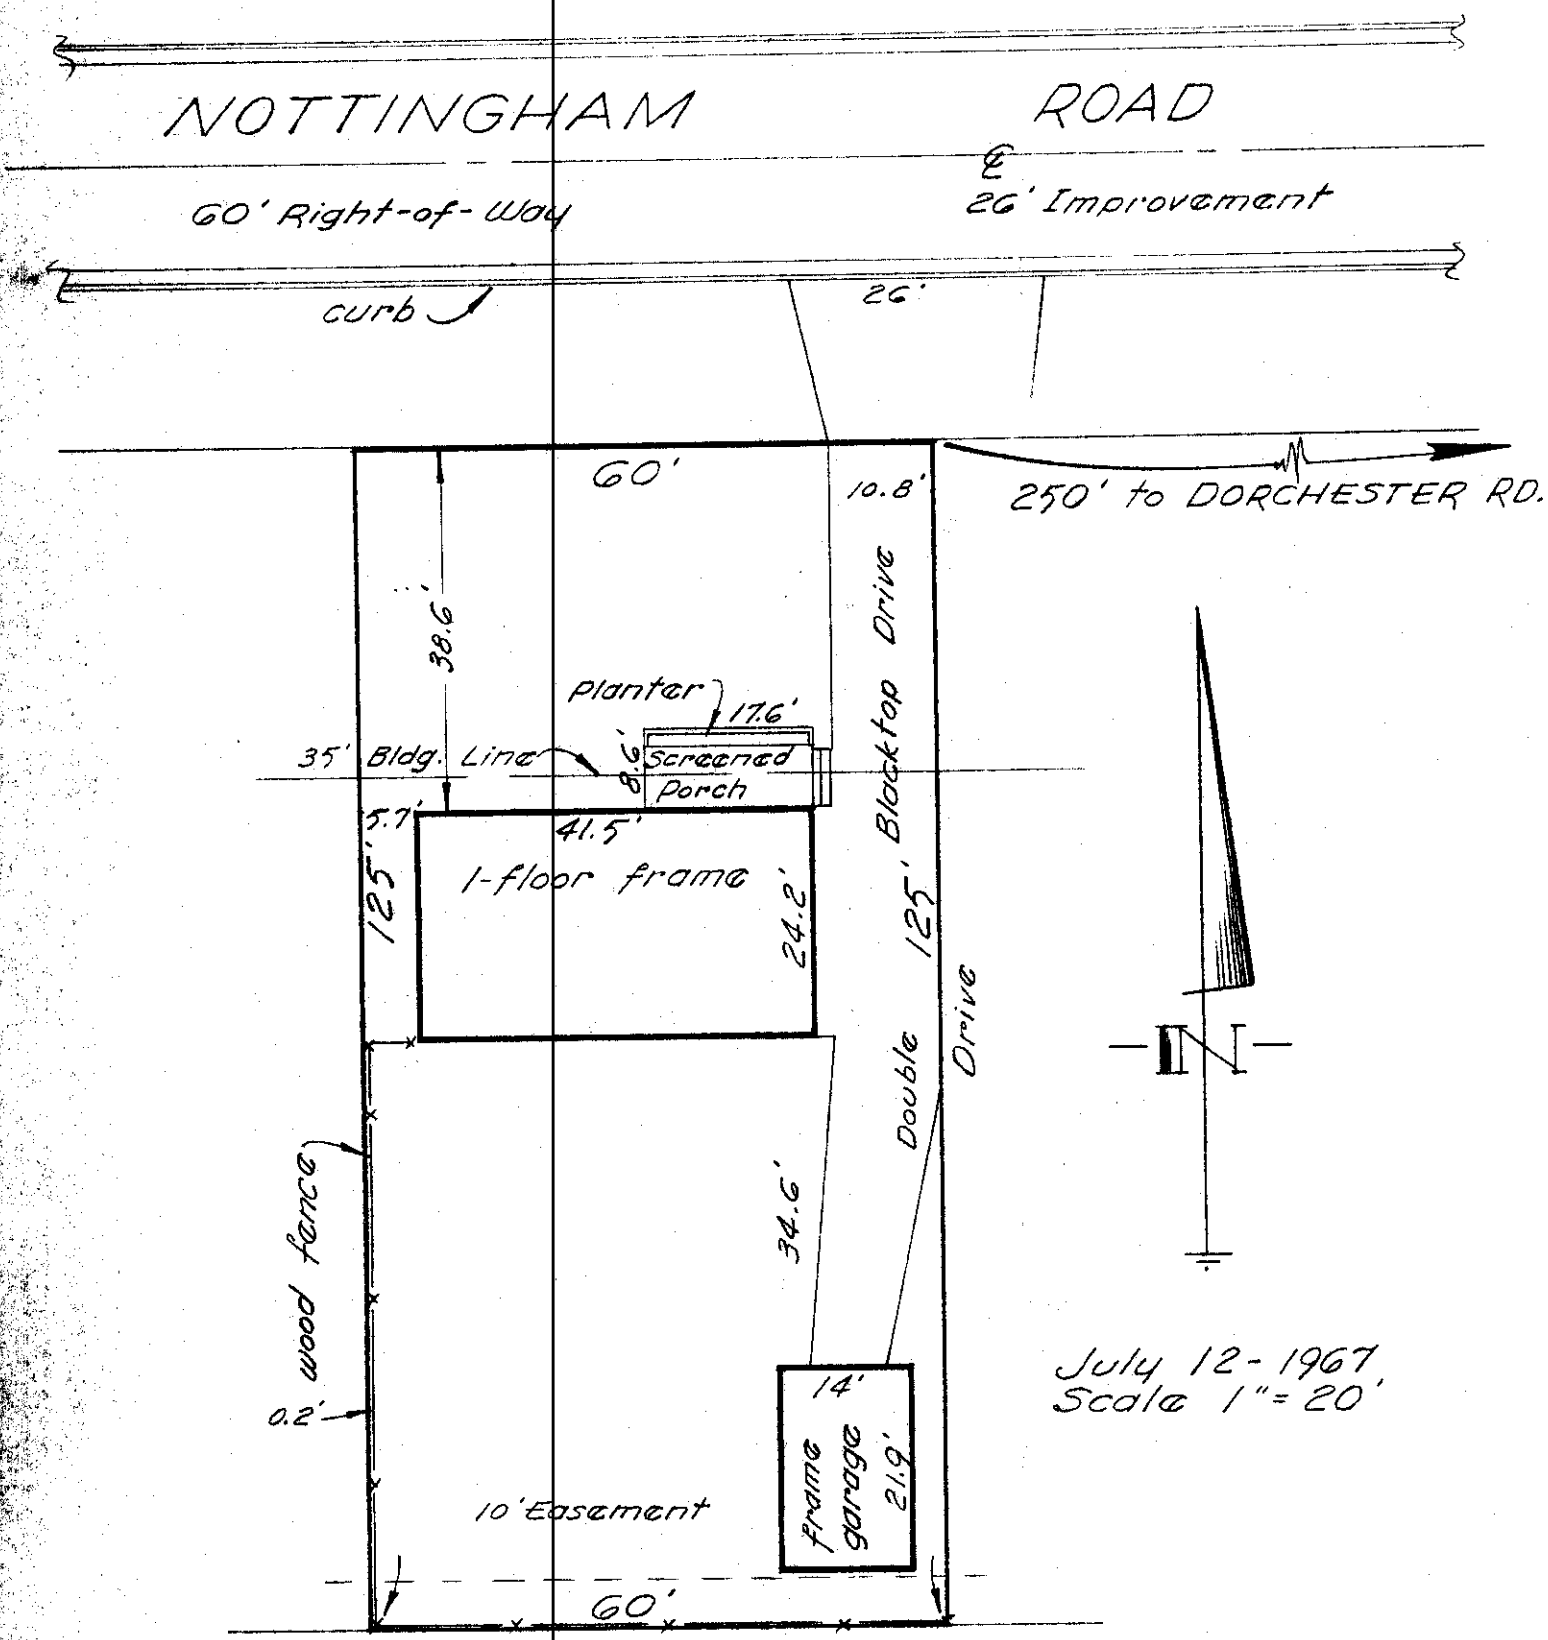 NOTTINGHAM ROAD
℄
60' Right-of-Way
26' Improvement
curb
26'
60'
10.8'
250' to DORCHESTER RD.
38.6'
Blacktop Drive
Planter
17.6'
35' Bldg. Line
8.6'
Screened
Porch
5.7'
41.5'
125'
1-floor frame
24.2'
125'
Double Drive
N
wood fence
34.6'
0.2'
14'
frame
garage
21.9'
July 12-1967
Scale 1"=20'
10' Easement
60'